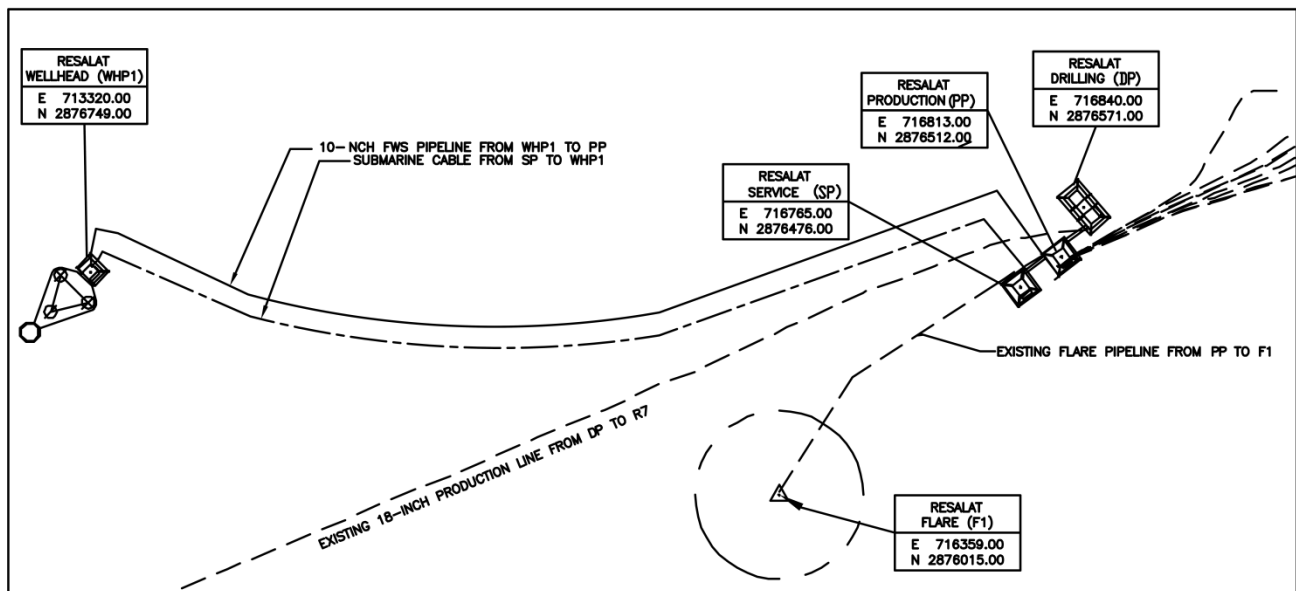 RESALAT
WELLHEAD (WHP1)
E 713320.00
N 2876749.00
10-NCH FWS PIPELINE FROM WHP1 TO PP
SUBMARINE CABLE FROM SP TO WHP1
RESALAT
PRODUCTION (PP)
E 716813.00
N 2876512.00
RESALAT
DRILLING (DP)
E 716840.00
N 2876571.00
RESALAT
SERVICE (SP)
E 716765.00
N 2876476.00
EXISTING FLARE PIPELINE FROM PP TO F1
EXISTING 18-INCH PRODUCTION LINE FROM DP TO R7
RESALAT
FLARE (F1)
E 716359.00
N 2876015.00